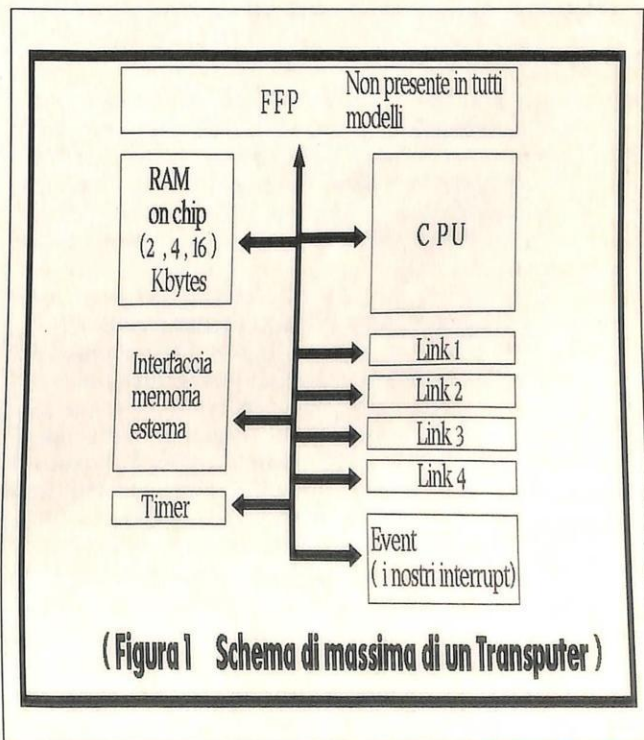 FFP
Non presente in tutti
modelli
RAM
on chip
(2 , 4, 16)
Kbytes
CPU
Interfaccia
memoria
esterna
Link 1
Link 2
Link 3
Link 4
Timer
Event
( i nostri interrupt)
( Figura 1 Schema di massima di un Transputer )